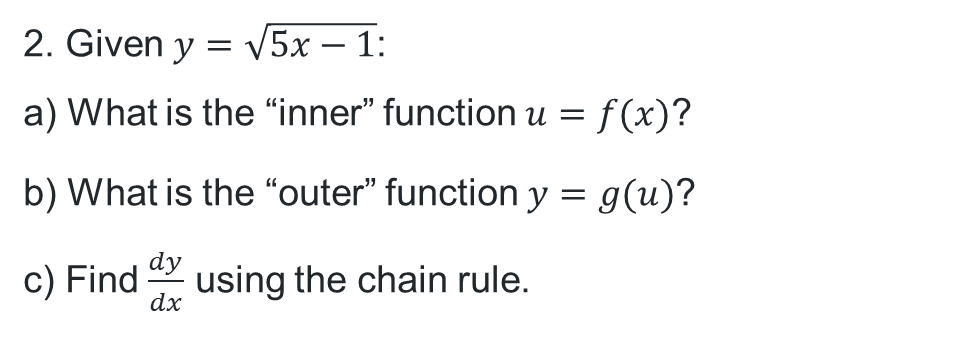 2. Given y = √5x − 1:
a) What is the “inner” function u = f(x)?
b) What is the “outer” function y = g(u)?
c) Find dy/dx using the chain rule.